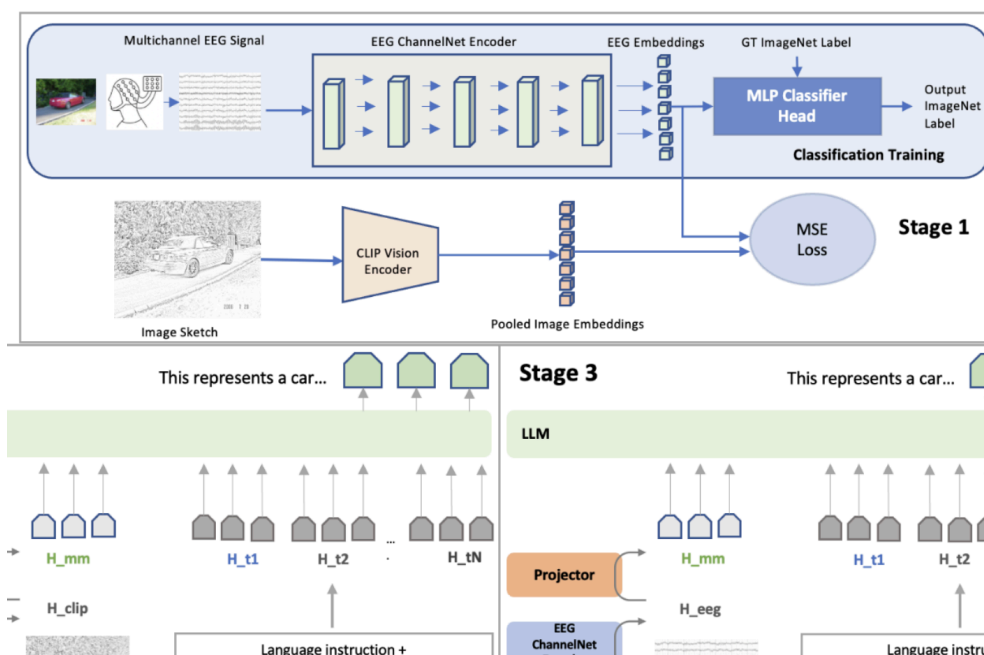 Multichannel EEG Signal
EEG ChannelNet Encoder
EEG Embeddings
GT ImageNet Label
MLP Classifier
Head
Output
ImageNet
Label
Classification Training
CLIP Vision
Encoder
MSE
Loss
Stage 1
Image Sketch
Pooled Image Embeddings
This represents a car...
H_mm
H_t1
H_t2
...
.
H_tN
H_clip
Language instruction +
Stage 3
This represents a car...
LLM
Projector
H_mm
H_t1
H_t2
H_eeg
EEG
ChannelNet
Language